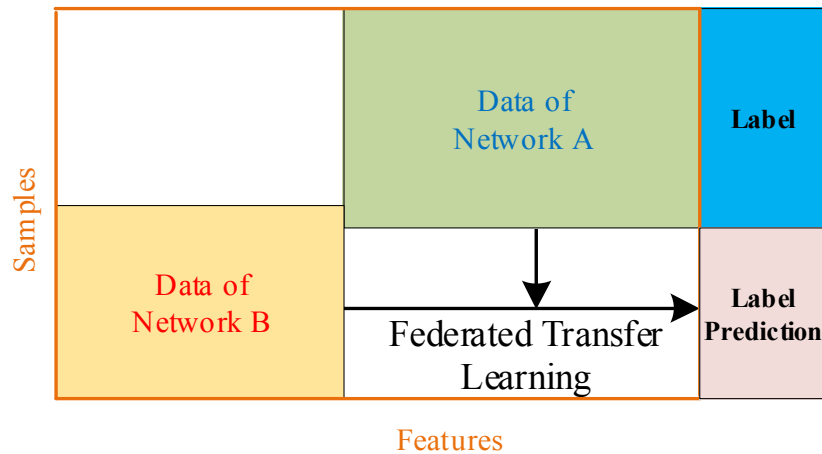 Data of
Network A
Label
Samples
Data of
Network B
Label
Prediction
Federated Transfer
Learning
Features